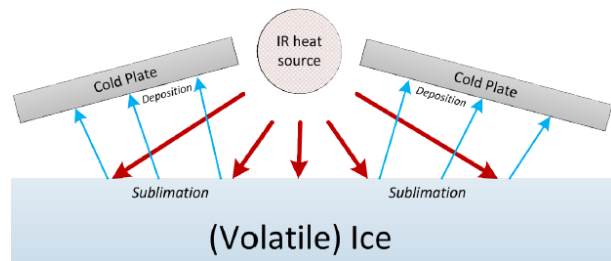 IR heat
source
Cold Plate
Deposition
Cold Plate
Deposition
Sublimation
Sublimation
(Volatile) Ice